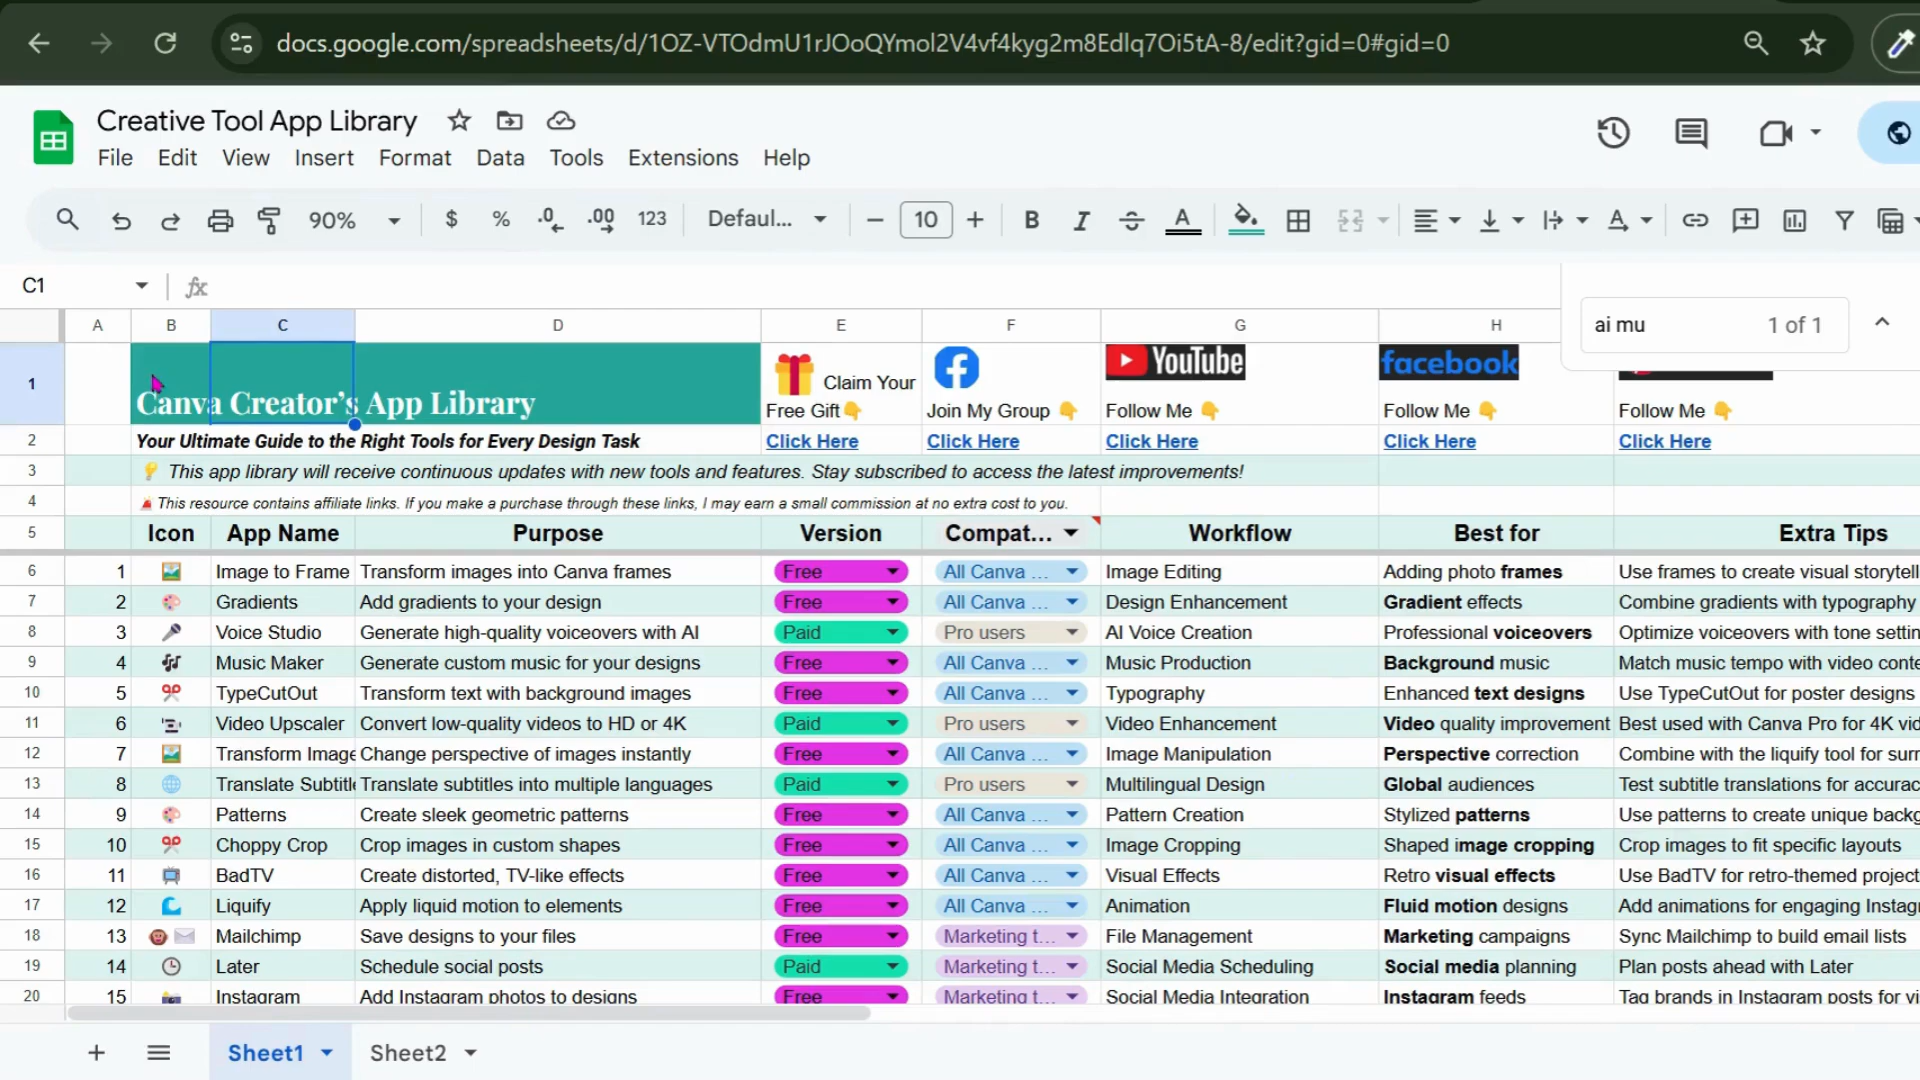 docs.google.com/spreadsheets/d/1OZ-VTOdmU1rJOoQYmol2V4vf4kyg2m8Edlq7Oi5tA-8/edit?gid=0#gid=0
Creative Tool App Library
File Edit View Insert Format Data Tools Extensions Help
90% $ % .0 .00 123 Defaul... − 10 + B I A
C1 fx
ai mu 1 of 1
A B C D E F G H
1 Canva Creator's App Library Claim Your Free Gift👇 Join My Group 👇 YouTube Follow Me 👇 facebook Follow Me 👇 Follow Me 👇
2 Your Ultimate Guide to the Right Tools for Every Design Task Click Here Click Here Click Here Click Here Click Here
3 💡 This app library will receive continuous updates with new tools and features. Stay subscribed to access the latest improvements!
4 🚨 This resource contains affiliate links. If you make a purchase through these links, I may earn a small commission at no extra cost to you.
5 Icon App Name Purpose Version Compat... Workflow Best for Extra Tips
6 1 Image to Frame Transform images into Canva frames Free All Canva ... Image Editing Adding photo frames Use frames to create visual storytell
7 2 Gradients Add gradients to your design Free All Canva ... Design Enhancement Gradient effects Combine gradients with typography
8 3 Voice Studio Generate high-quality voiceovers with AI Paid Pro users AI Voice Creation Professional voiceovers Optimize voiceovers with tone settin
9 4 Music Maker Generate custom music for your designs Free All Canva ... Music Production Background music Match music tempo with video conte
10 5 TypeCutOut Transform text with background images Free All Canva ... Typography Enhanced text designs Use TypeCutOut for poster designs
11 6 Video Upscaler Convert low-quality videos to HD or 4K Paid Pro users Video Enhancement Video quality improvement Best used with Canva Pro for 4K vid
12 7 Transform Image Change perspective of images instantly Free All Canva ... Image Manipulation Perspective correction Combine with the liquify tool for surr
13 8 Translate Subtitle Translate subtitles into multiple languages Paid Pro users Multilingual Design Global audiences Test subtitle translations for accurac
14 9 Patterns Create sleek geometric patterns Free All Canva ... Pattern Creation Stylized patterns Use patterns to create unique backg
15 10 Choppy Crop Crop images in custom shapes Free All Canva ... Image Cropping Shaped image cropping Crop images to fit specific layouts
16 11 BadTV Create distorted, TV-like effects Free All Canva ... Visual Effects Retro visual effects Use BadTV for retro-themed project
17 12 Liquify Apply liquid motion to elements Free All Canva ... Animation Fluid motion designs Add animations for engaging Instag
18 13 Mailchimp Save designs to your files Free Marketing t... File Management Marketing campaigns Sync Mailchimp to build email lists
19 14 Later Schedule social posts Paid Marketing t... Social Media Scheduling Social media planning Plan posts ahead with Later
20 15 Instagram Add Instagram photos to designs Free Marketing t... Social Media Integration Instagram feeds Tag brands in Instagram posts for vi
Sheet1 Sheet2